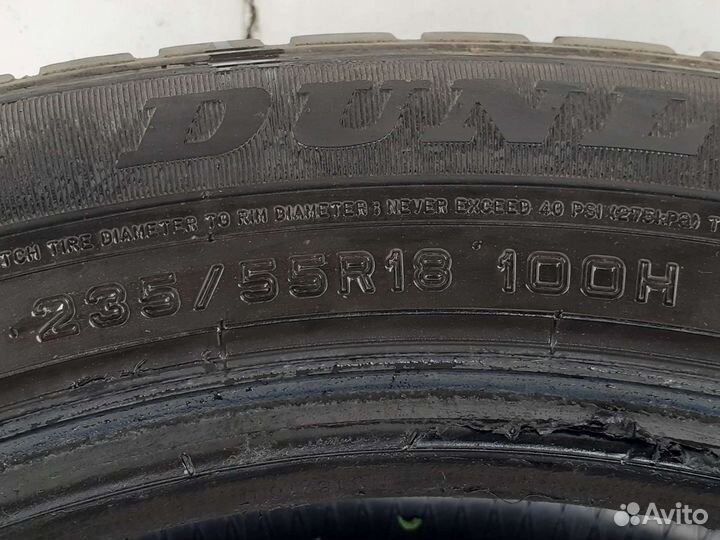 DUNL
TCH TIRE DIAMETER TO RIM DIAMETER ; NEVER EXCEED 40 PSI (275kPa) T
235/55R18 100H
Avito